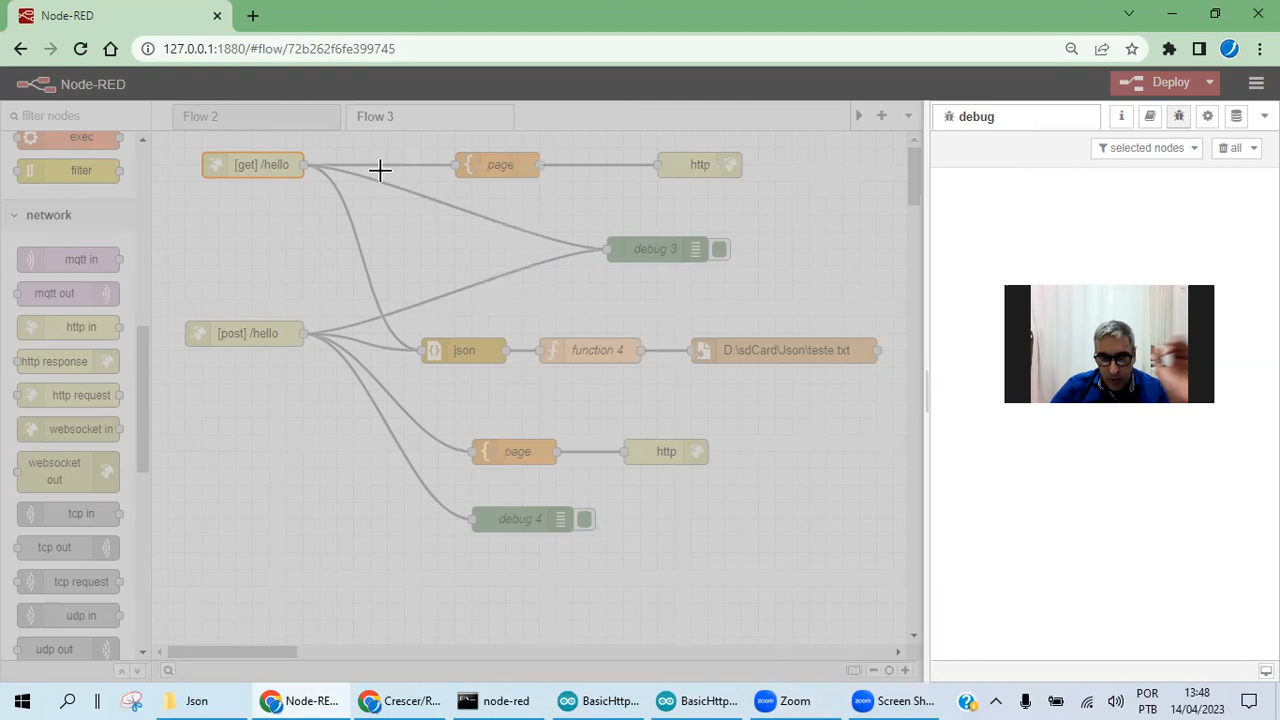 Node-RED
127.0.0.1:1880/#flow/72b262f6fe399745
Node-RED
Deploy
filter nodes
Flow 2
Flow 3
debug
selected nodes
all
exec
filter
network
mqtt in
mqtt out
http in
http response
http request
websocket in
websocket
out
tcp in
tcp out
tcp request
udp in
udp out
[get] /hello
page
http
debug 3
[post] /hello
json
function 4
D:\sdCard\Json\teste.txt
page
http
debug 4
Json
Node-RE...
Crescer/R...
node-red
BasicHttp...
BasicHttp...
Zoom
Screen Sh...
POR
PTB
13:48
14/04/2023